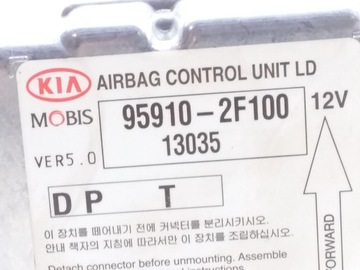 KIA AIRBAG CONTROL UNIT LD
MOBIS 95910-2F100 12V
13035
VER5.0
DP T
이 장치를 떼어내기 전에 커넥터를 분리시키시오.
안내 책자의 지침에 따라서만 이 장치를 조립하십시오.
Detach connector before unmounting. Assemble
instructions
FORWARD